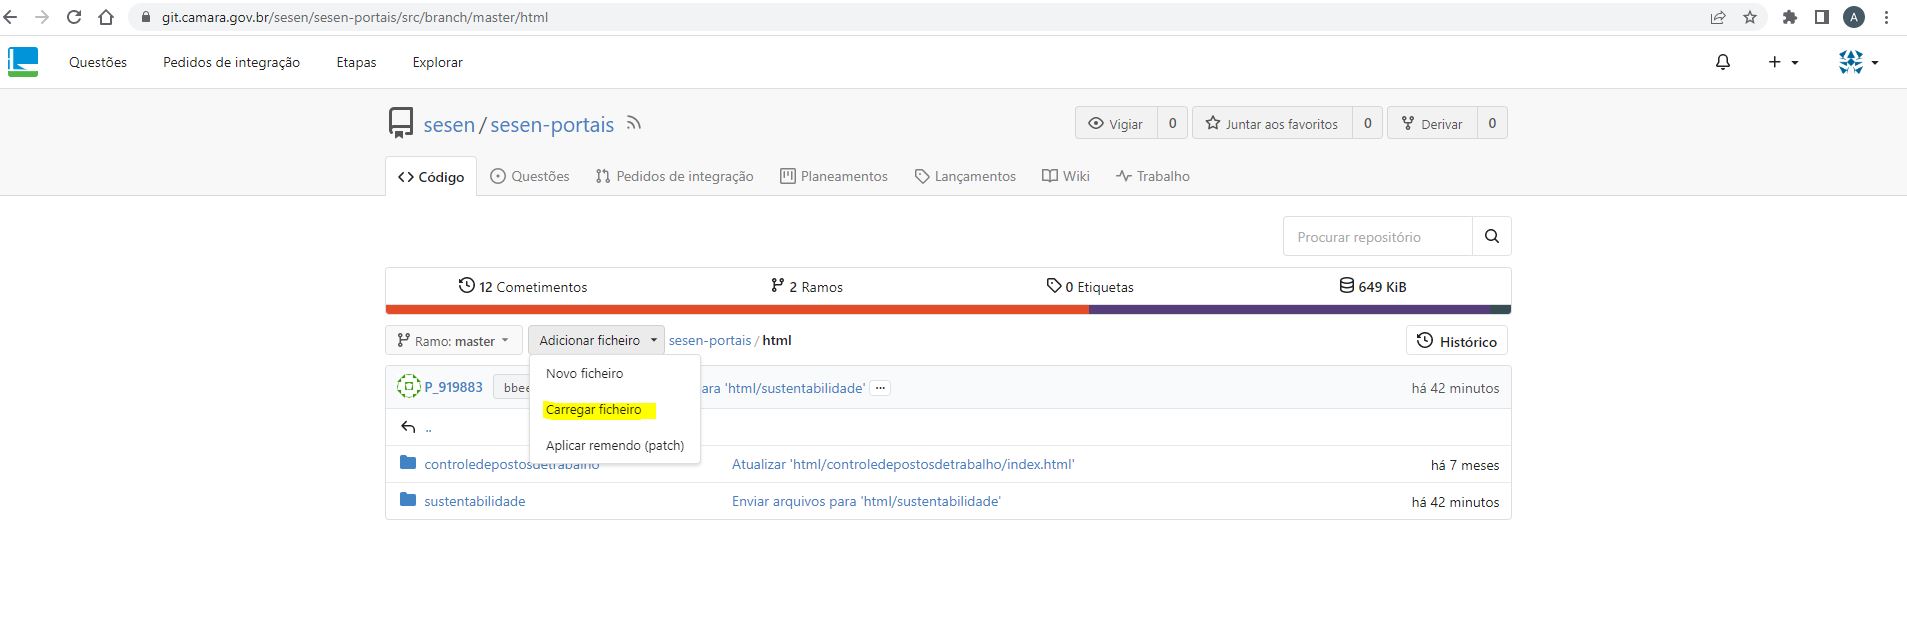 git.camara.gov.br/sesen/sesen-portais/src/branch/master/html
A
Questões Pedidos de integração Etapas Explorar
sesen/sesen-portais
Vigiar 0 Juntar aos favoritos 0 Derivar 0
Código Questões Pedidos de integração Planeamentos Lançamentos Wiki Trabalho
Procurar repositório
12 Cometimentos 2 Ramos 0 Etiquetas 649 KiB
Ramo: master Adicionar ficheiro sesen-portais / html Histórico
Novo ficheiro
P_919883 ara 'html/sustentabilidade' ... há 42 minutos
Carregar ficheiro
..
Aplicar remendo (patch)
controledepostosdetrabalho Atualizar 'html/controledepostosdetrabalho/index.html' há 7 meses
sustentabilidade Enviar arquivos para 'html/sustentabilidade' há 42 minutos